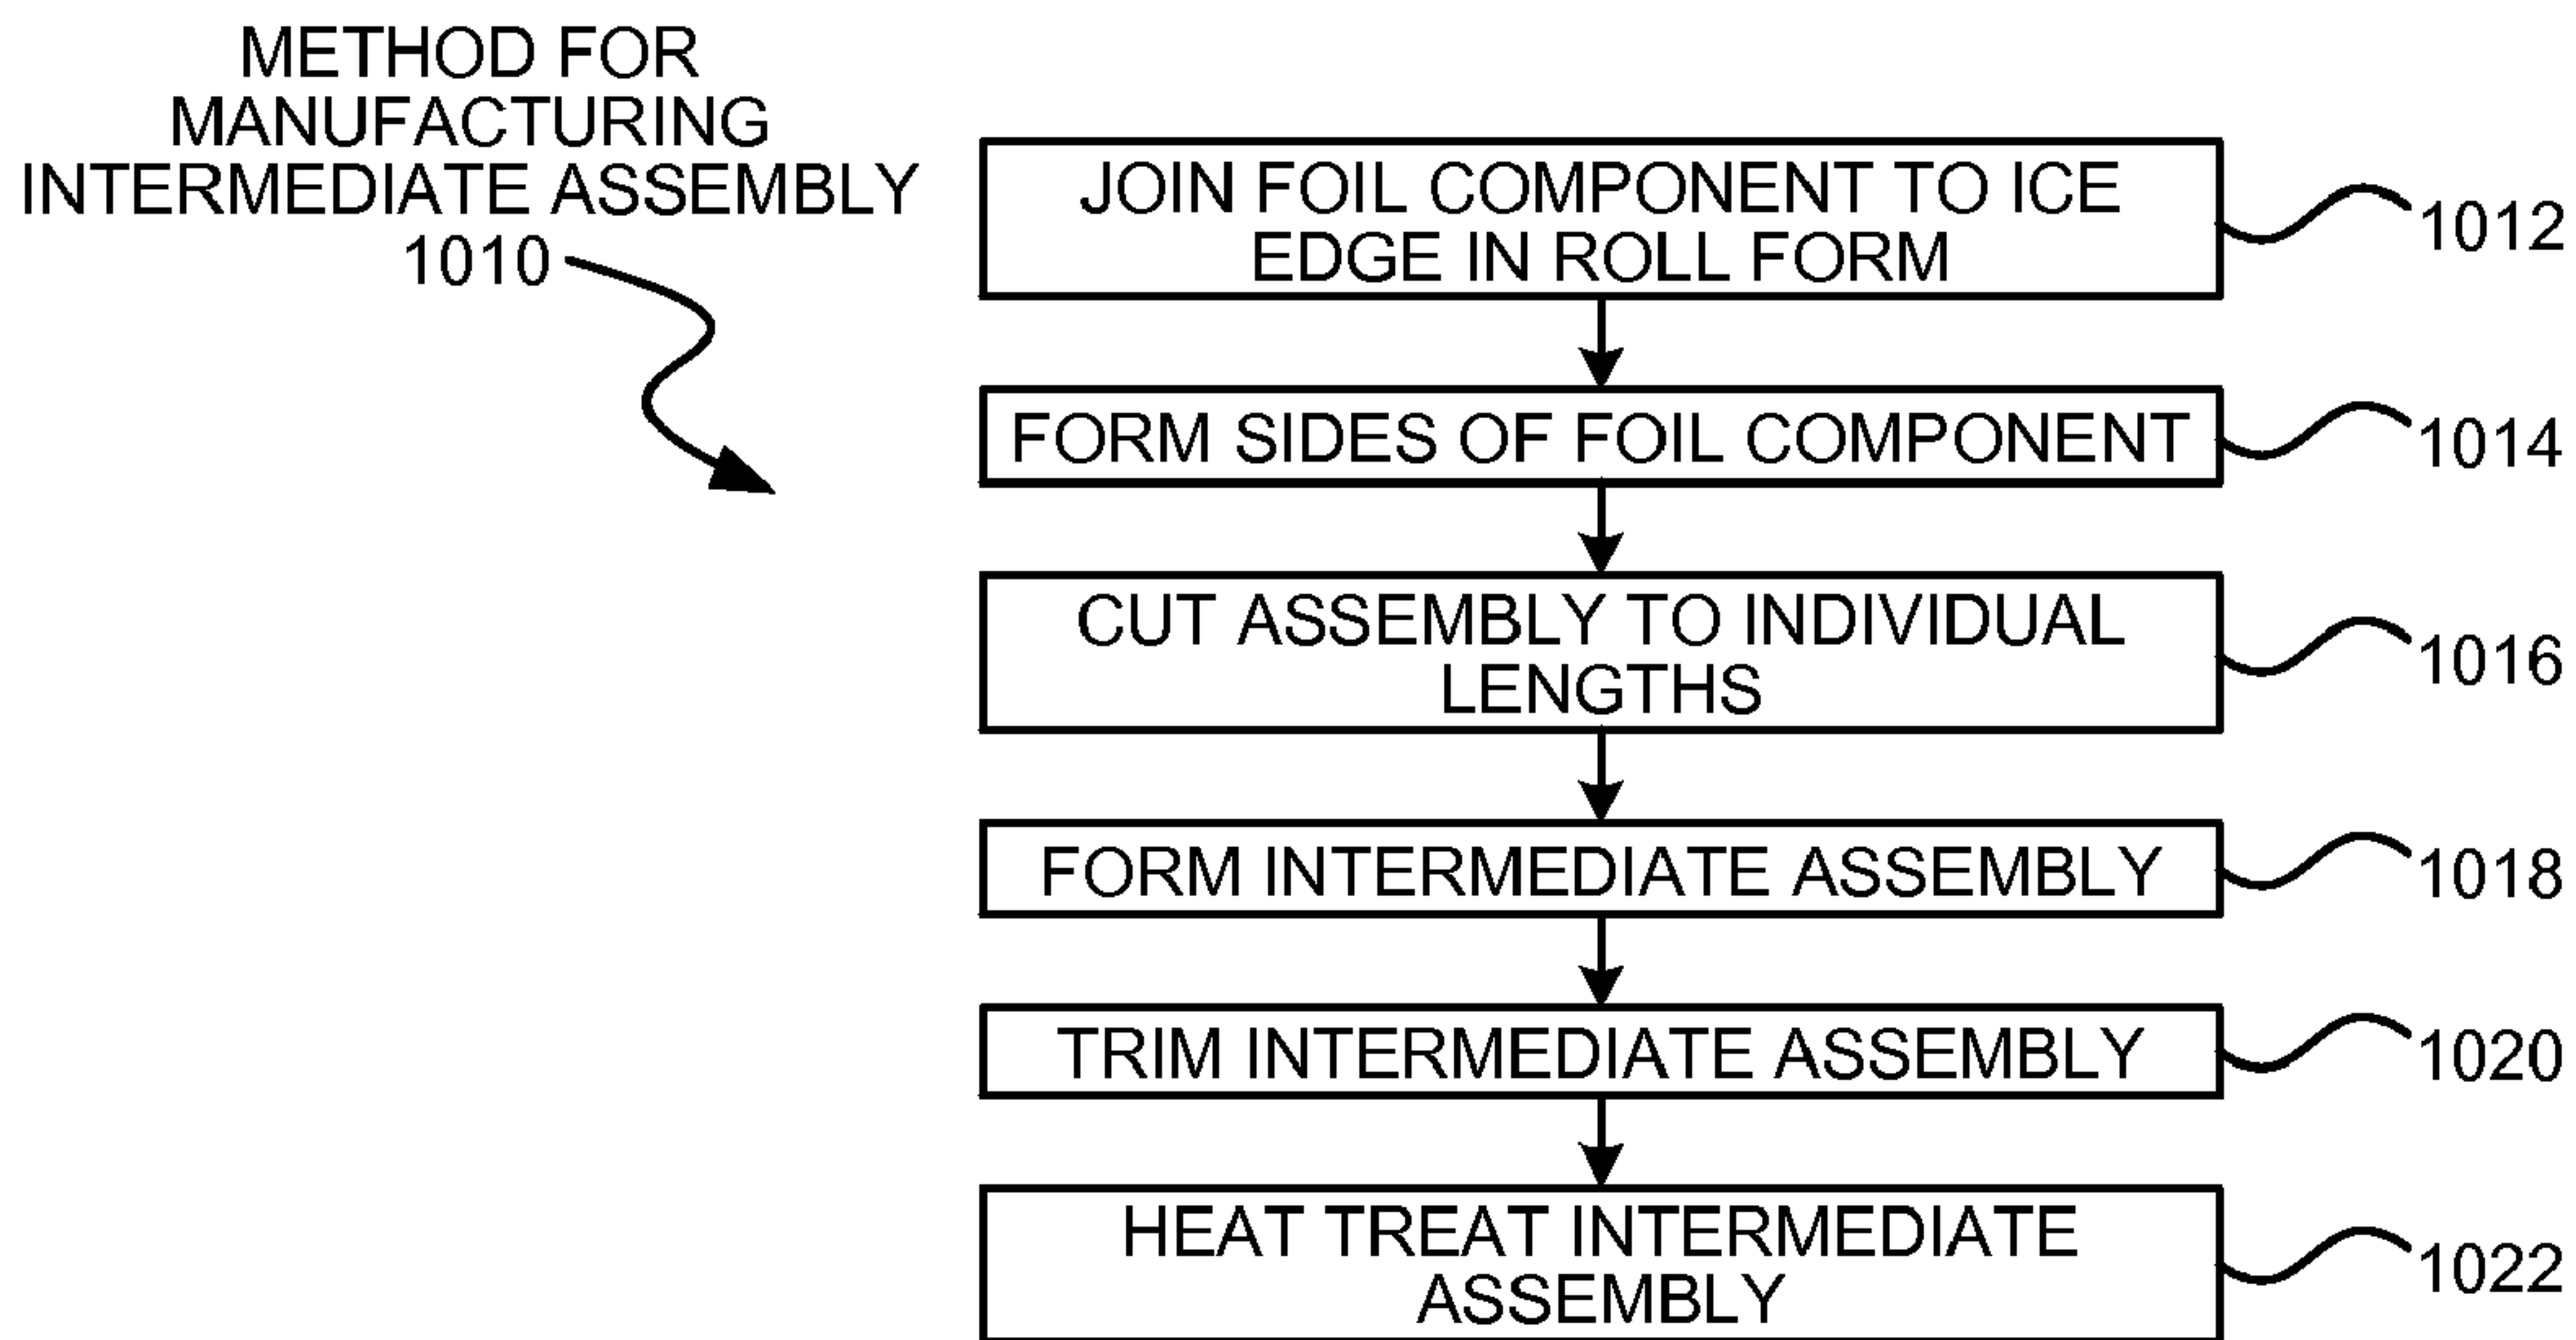 METHOD FOR
MANUFACTURING
INTERMEDIATE ASSEMBLY
1010
JOIN FOIL COMPONENT TO ICE
EDGE IN ROLL FORM
1012
FORM SIDES OF FOIL COMPONENT
1014
CUT ASSEMBLY TO INDIVIDUAL
LENGTHS
1016
FORM INTERMEDIATE ASSEMBLY
1018
TRIM INTERMEDIATE ASSEMBLY
1020
HEAT TREAT INTERMEDIATE
ASSEMBLY
1022